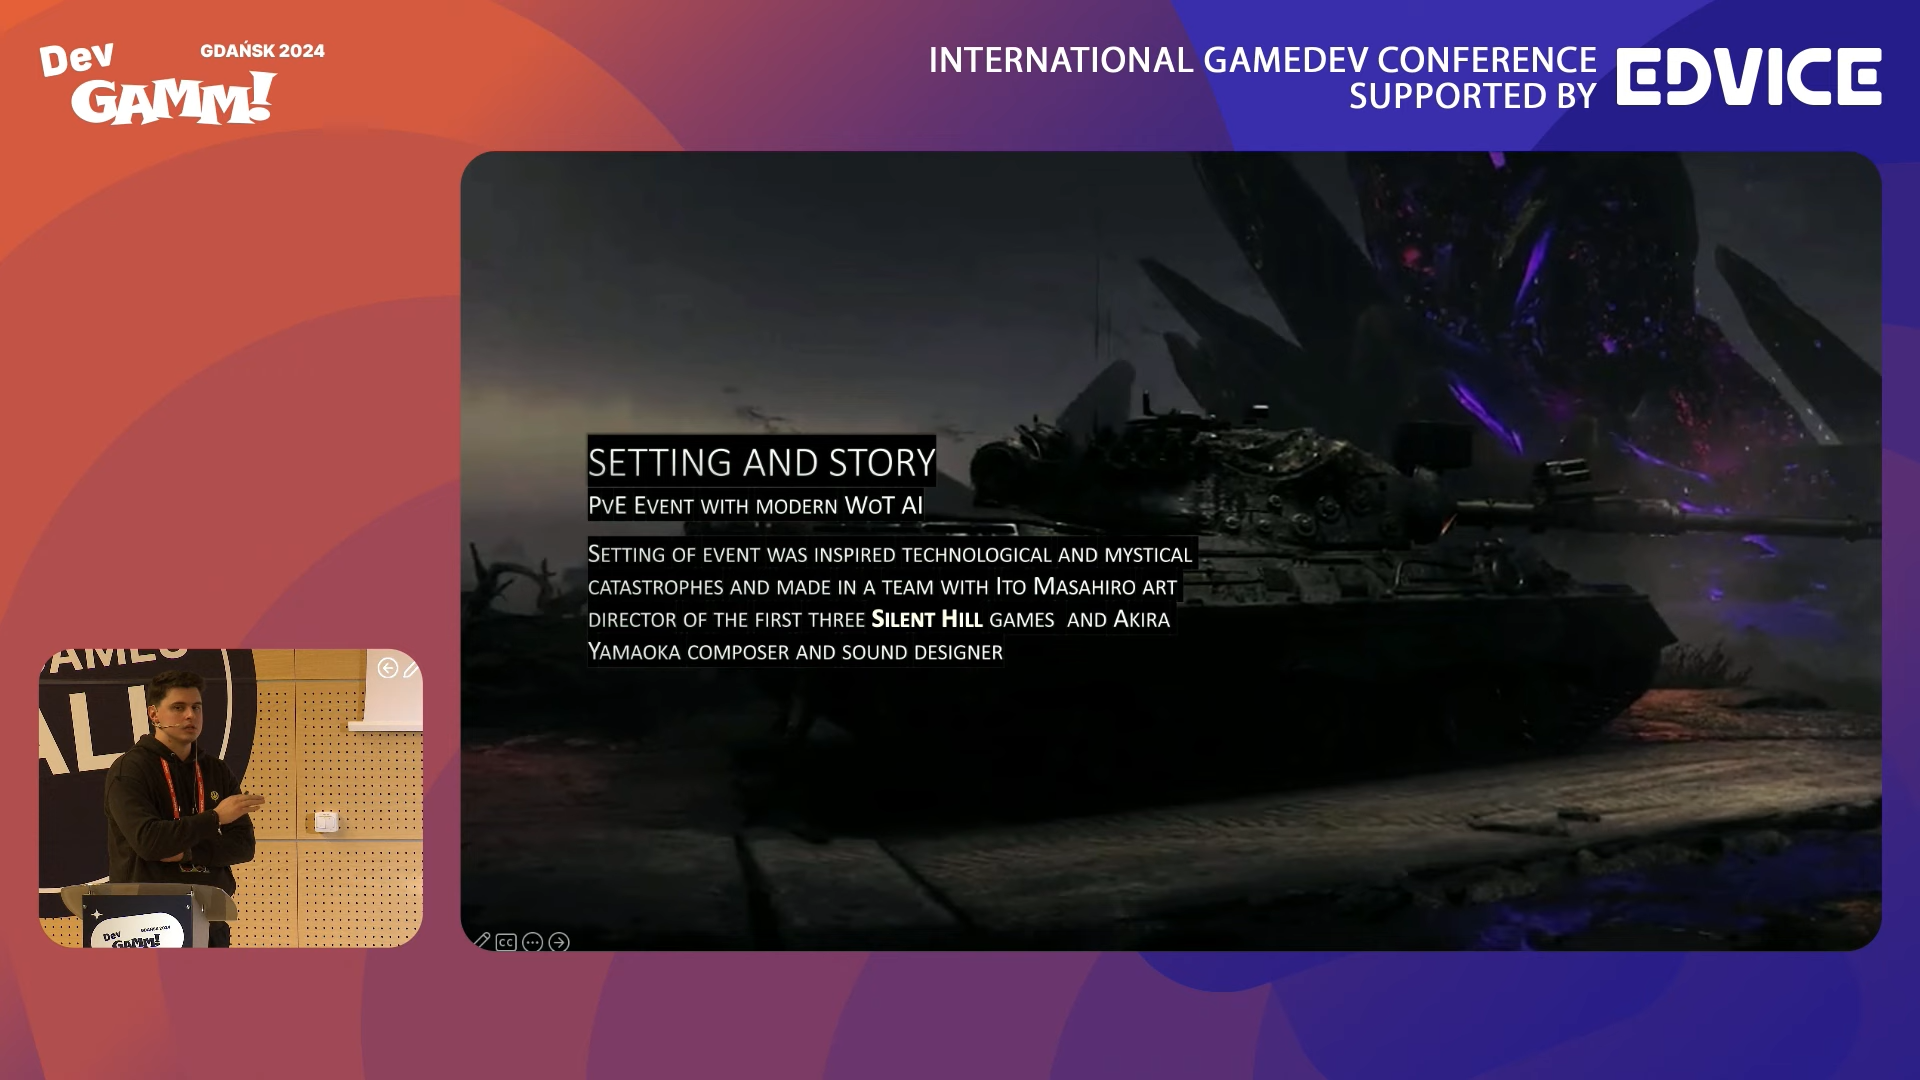 Dev
GAMM!
GDAŃSK 2024
INTERNATIONAL GAMEDEV CONFERENCE
SUPPORTED BY
EDVICE
SETTING AND STORY
PvE Event with modern WoT AI
Setting of event was inspired technological and mystical
catastrophes and made in a team with Ito Masahiro art
director of the first three Silent Hill games and Akira
Yamaoka composer and sound designer
CC
Dev
GAMM!
GDAŃSK 2024